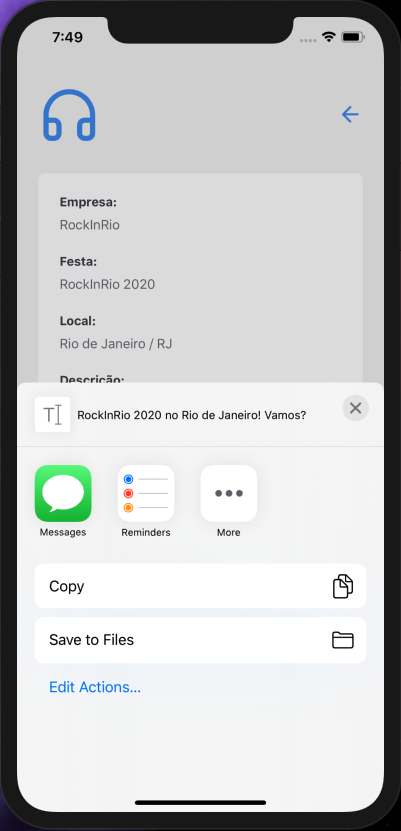 7:49
Empresa:
RockInRio
Festa:
RockInRio 2020
Local:
Rio de Janeiro / RJ
Descrição:
RockInRio 2020 no Rio de Janeiro! Vamos?
Messages
Reminders
More
Copy
Save to Files
Edit Actions...